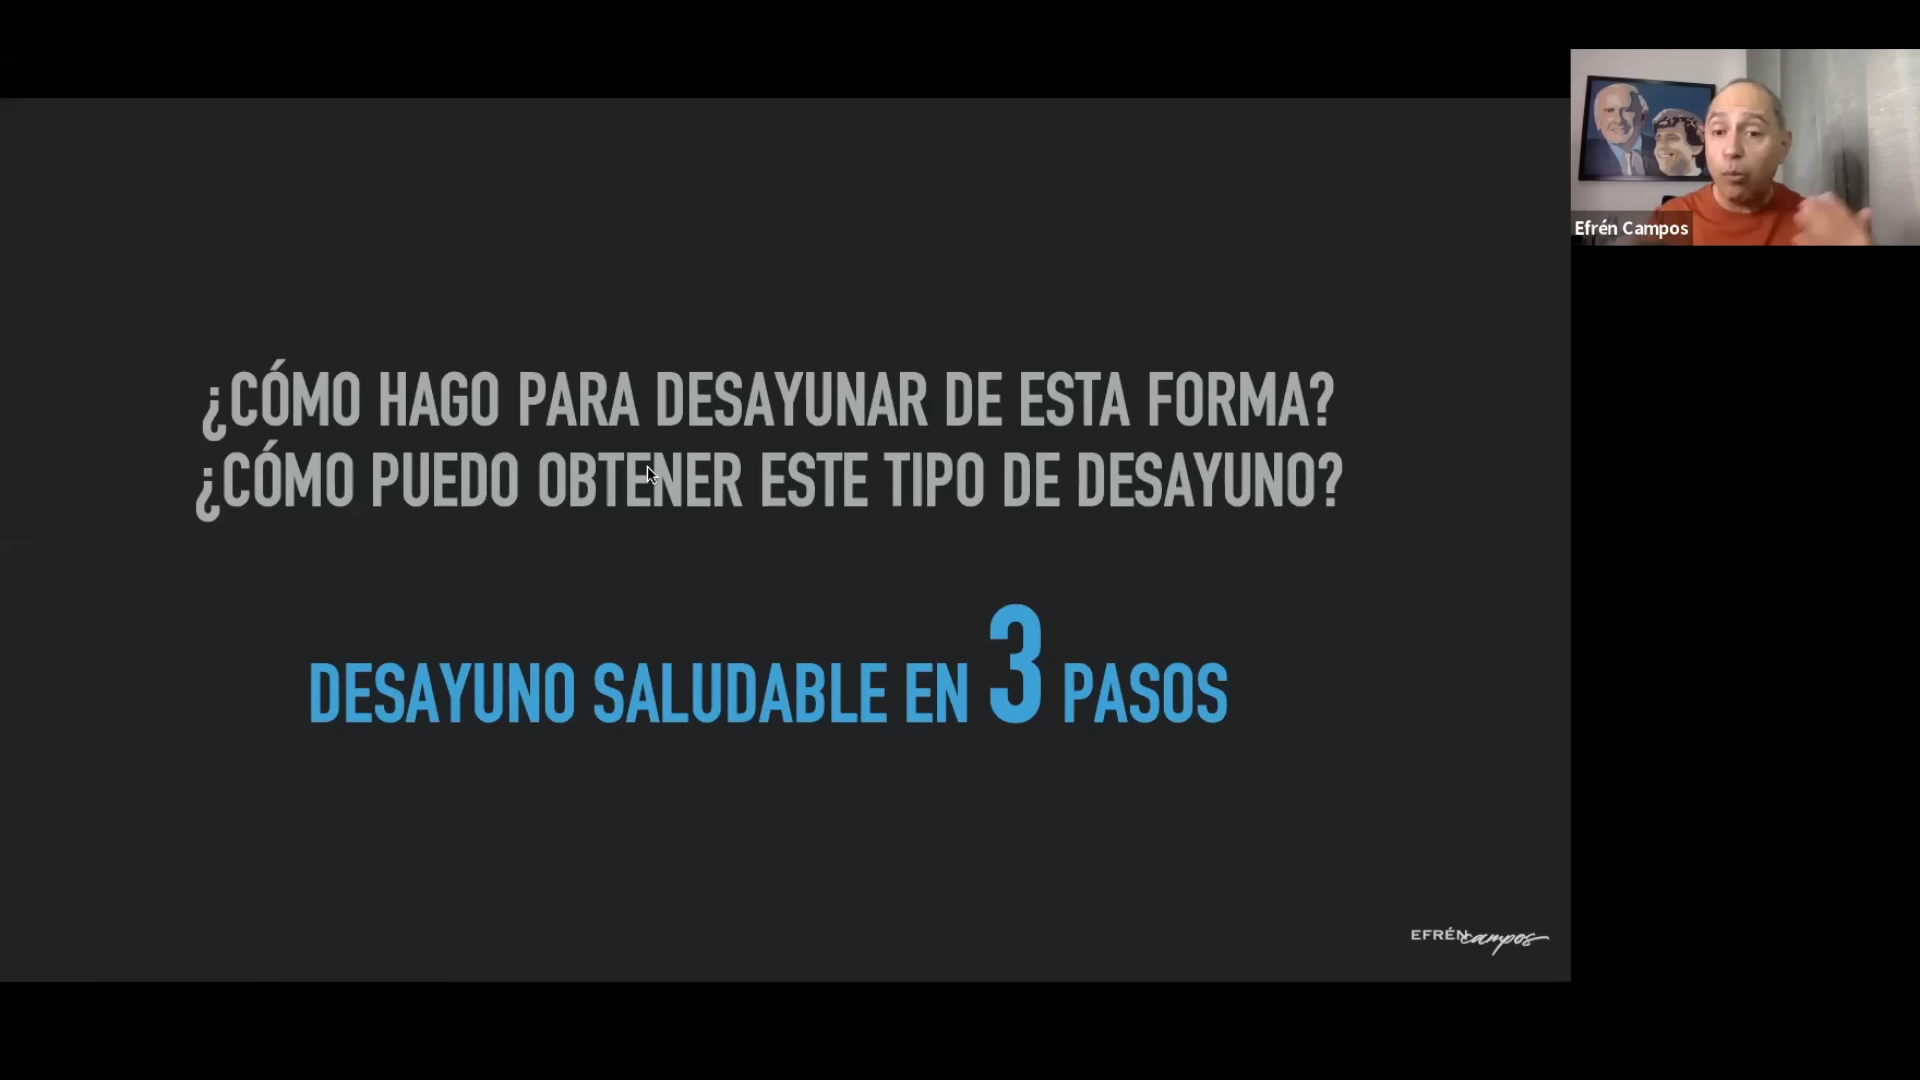 ¿CÓMO HAGO PARA DESAYUNAR DE ESTA FORMA?
¿CÓMO PUEDO OBTENER ESTE TIPO DE DESAYUNO?
DESAYUNO SALUDABLE EN 3 PASOS
EFRÉN campos
Efrén Campos